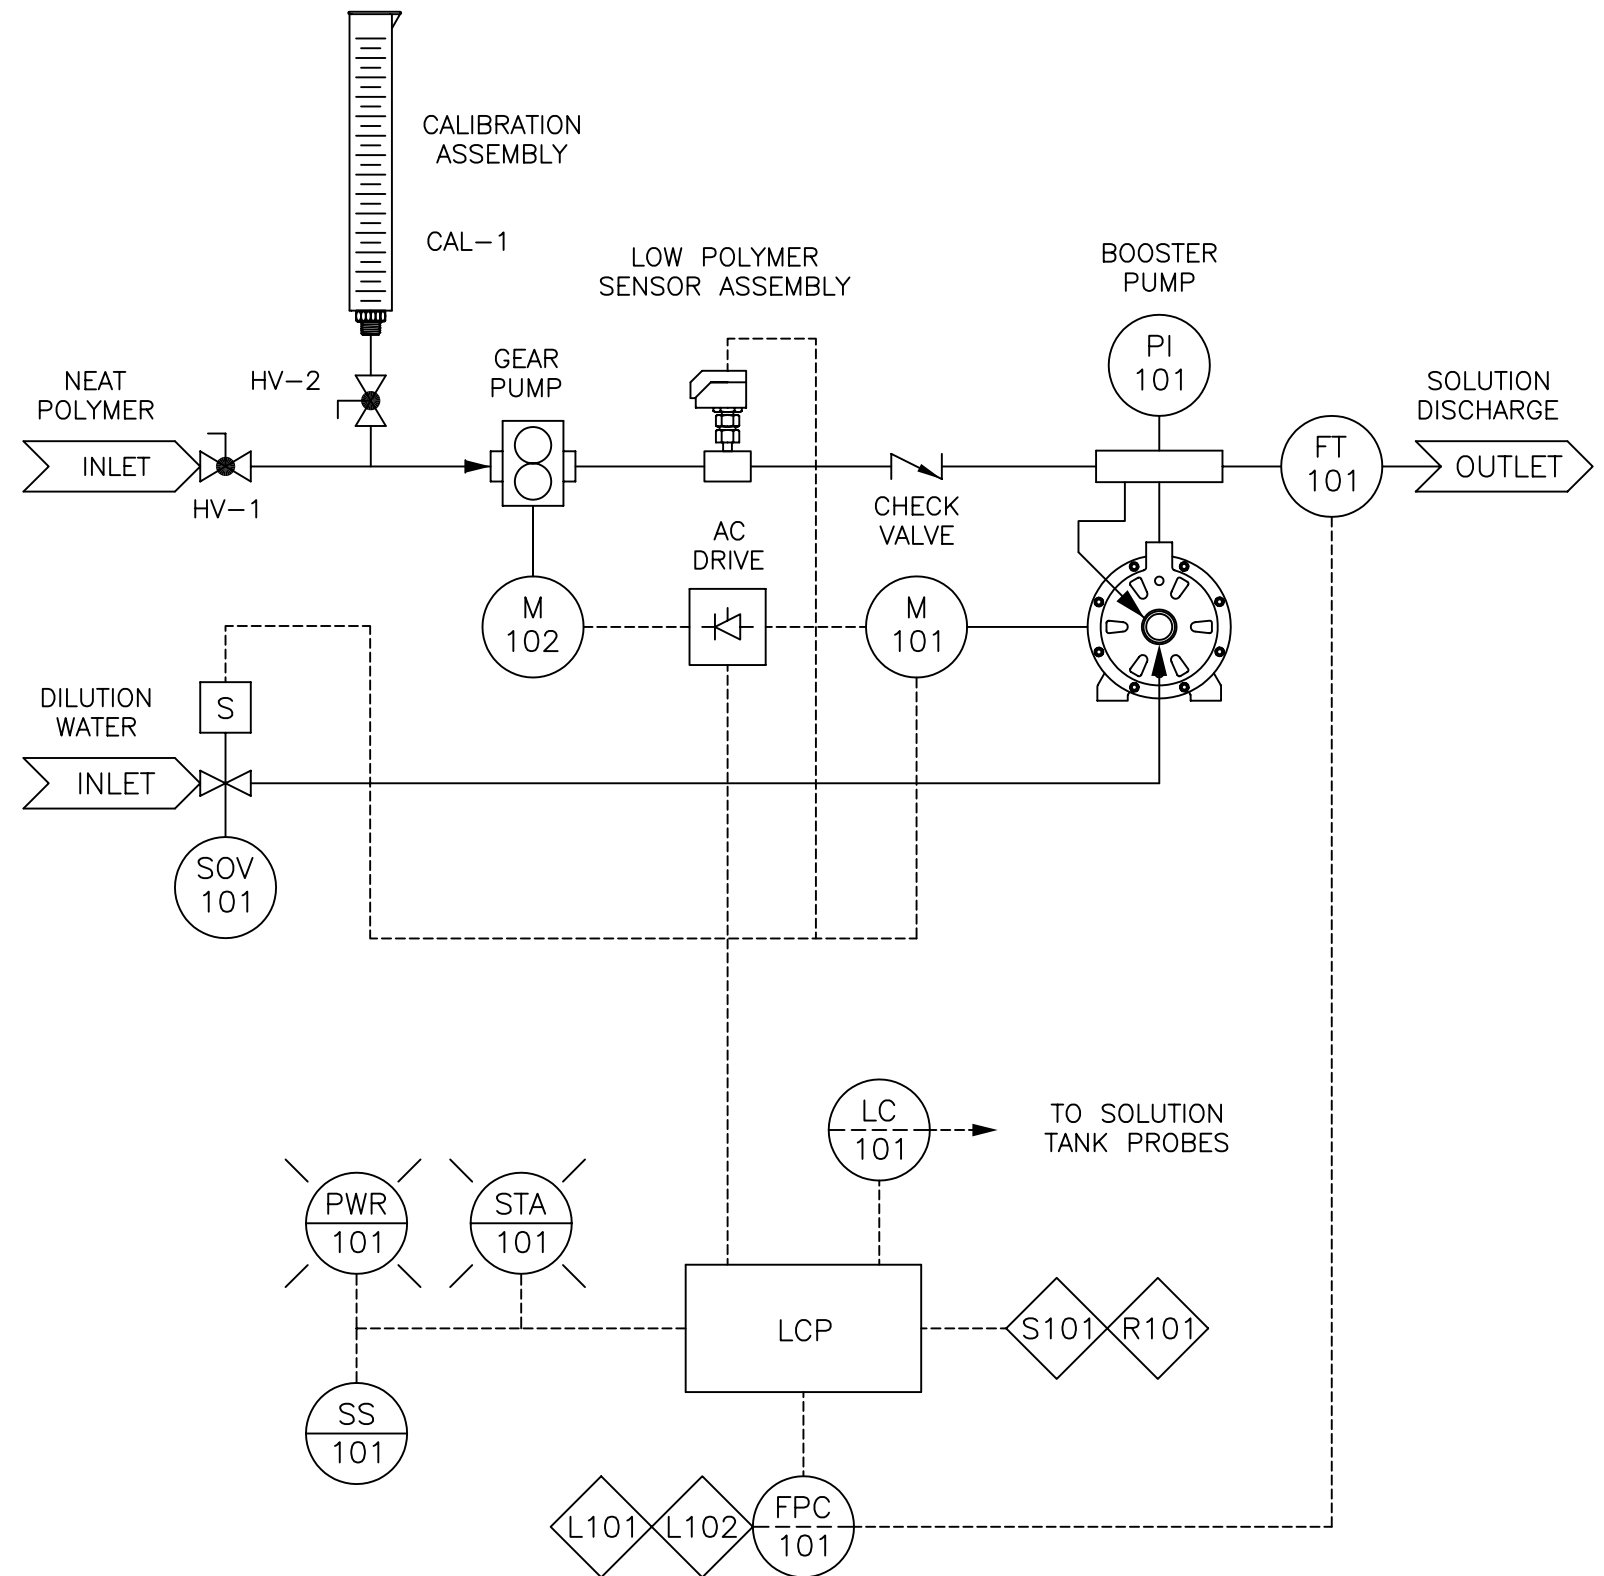 CALIBRATION
ASSEMBLY
CAL-1
LOW POLYMER
SENSOR ASSEMBLY
BOOSTER
PUMP
PI
101
NEAT
POLYMER
INLET
HV-1
HV-2
GEAR
PUMP
CHECK
VALVE
FT
101
SOLUTION
DISCHARGE
OUTLET
AC
DRIVE
M
102
M
101
DILUTION
WATER
INLET
S
SOV
101
LC
101
TO SOLUTION
TANK PROBES
PWR
101
STA
101
LCP
S101
R101
SS
101
L101
L102
FPC
101